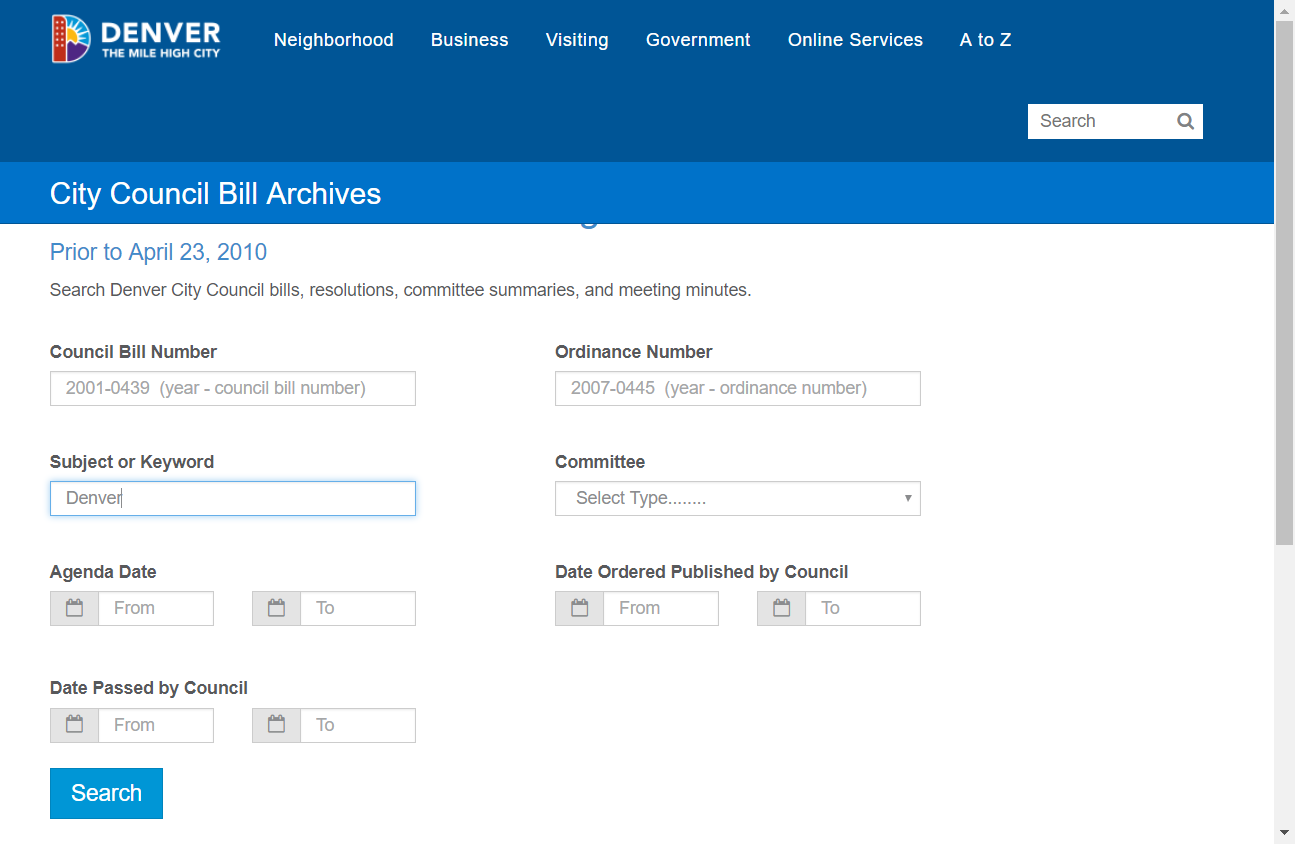 DENVER
THE MILE HIGH CITY
Neighborhood Business Visiting Government Online Services A to Z
Search
City Council Bill Archives
Prior to April 23, 2010
Search Denver City Council bills, resolutions, committee summaries, and meeting minutes.
Council Bill Number Ordinance Number
2001-0439 (year - council bill number) 2007-0445 (year - ordinance number)
Subject or Keyword Committee
Denver Select Type........
Agenda Date Date Ordered Published by Council
From To From To
Date Passed by Council
From To
Search